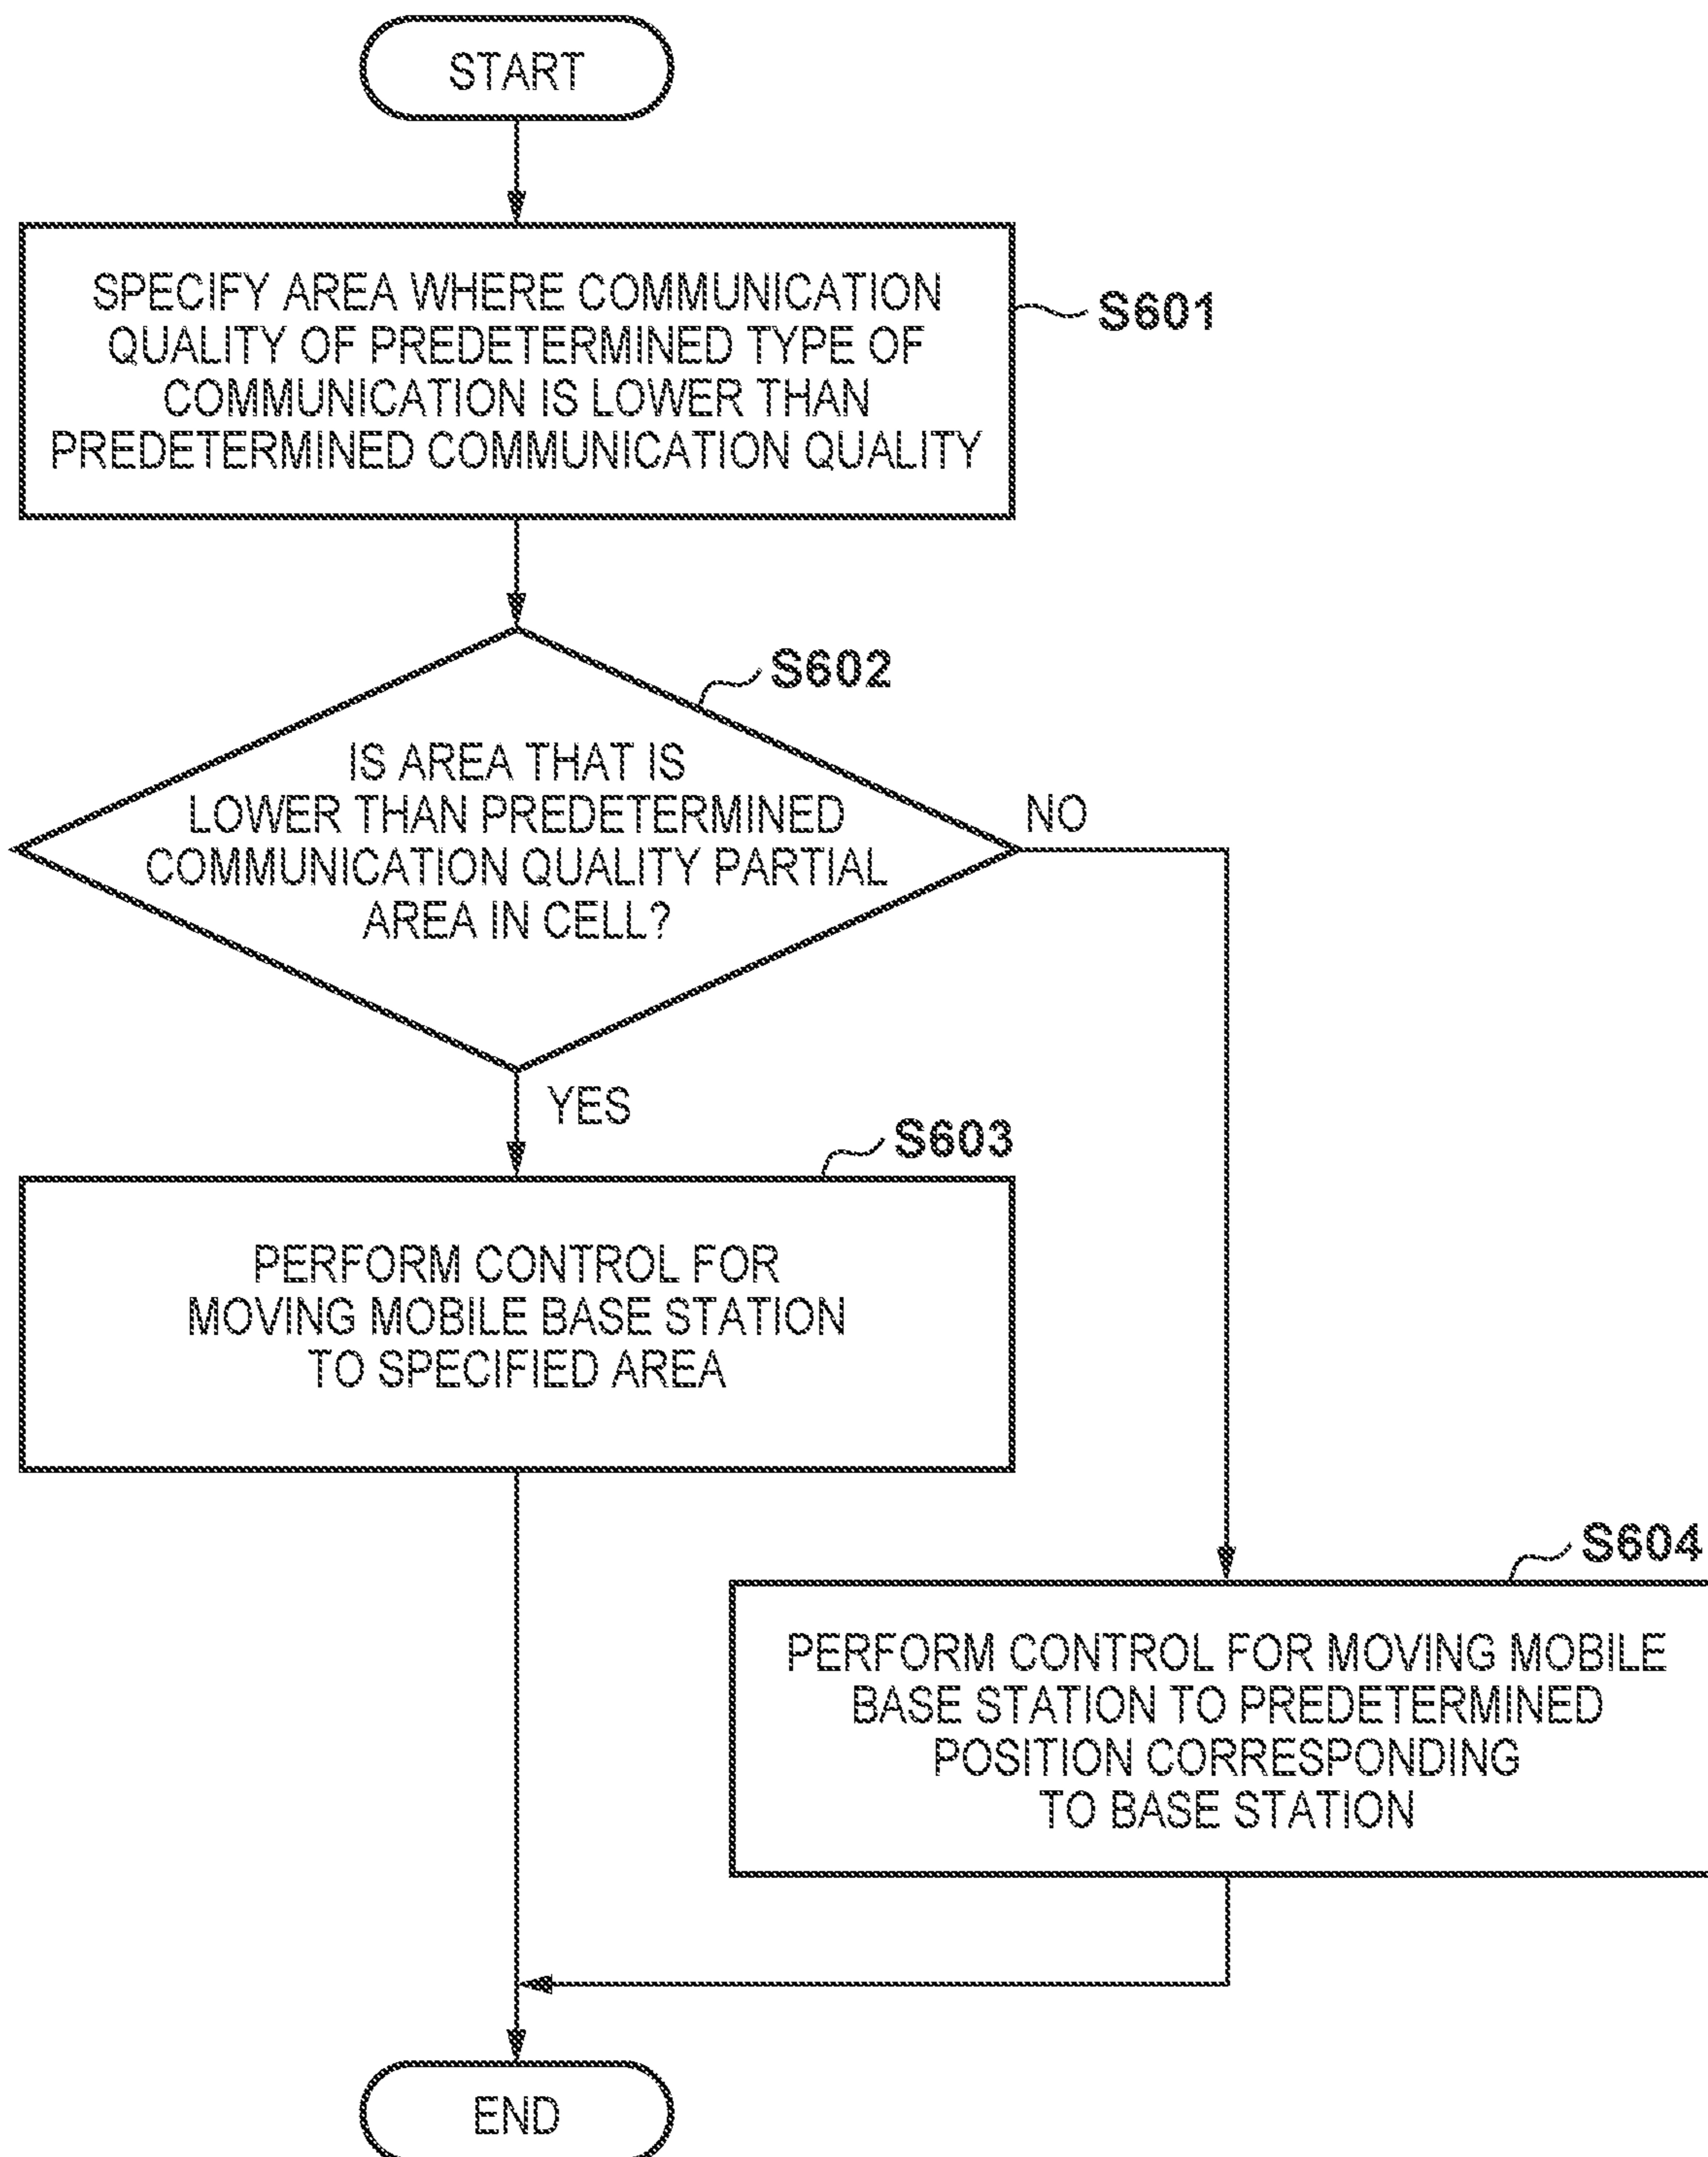 START
SPECIFY AREA WHERE COMMUNICATION
QUALITY OF PREDETERMINED TYPE OF
COMMUNICATION IS LOWER THAN
PREDETERMINED COMMUNICATION QUALITY
S601
S602
IS AREA THAT IS
LOWER THAN PREDETERMINED
COMMUNICATION QUALITY PARTIAL
AREA IN CELL?
NO
YES
S603
PERFORM CONTROL FOR
MOVING MOBILE BASE STATION
TO SPECIFIED AREA
S604
PERFORM CONTROL FOR MOVING MOBILE
BASE STATION TO PREDETERMINED
POSITION CORRESPONDING
TO BASE STATION
END